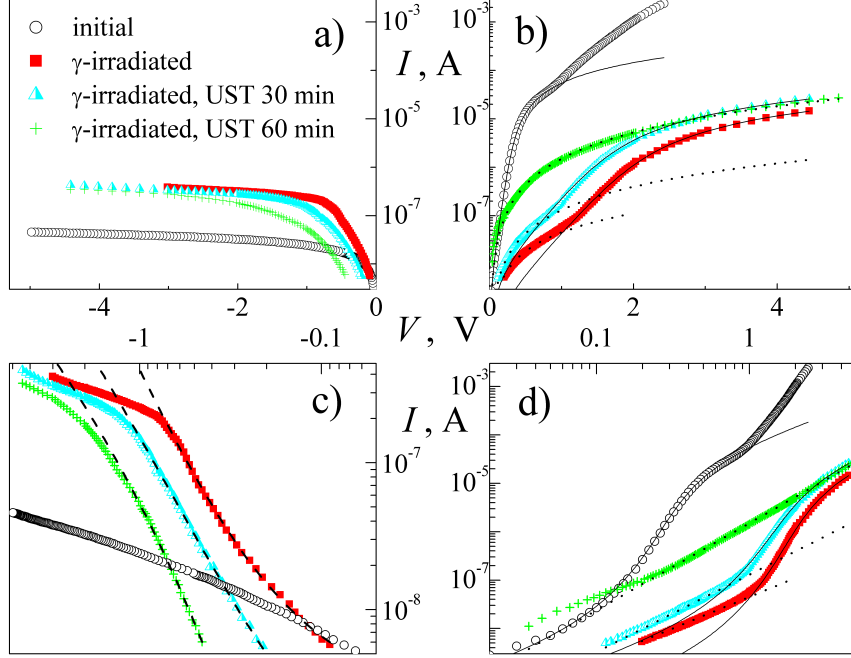 initial
γ-irradiated
γ-irradiated, UST 30 min
γ-irradiated, UST 60 min
a)
10⁻³
I , A
10⁻⁵
10⁻⁷
b)
10⁻³
10⁻⁵
10⁻⁷
-4 -2 0 0 2 4
V , V
-1 -0.1 0.1 1
c)
I , A
10⁻⁷
10⁻⁸
d)
10⁻³
10⁻⁵
10⁻⁷